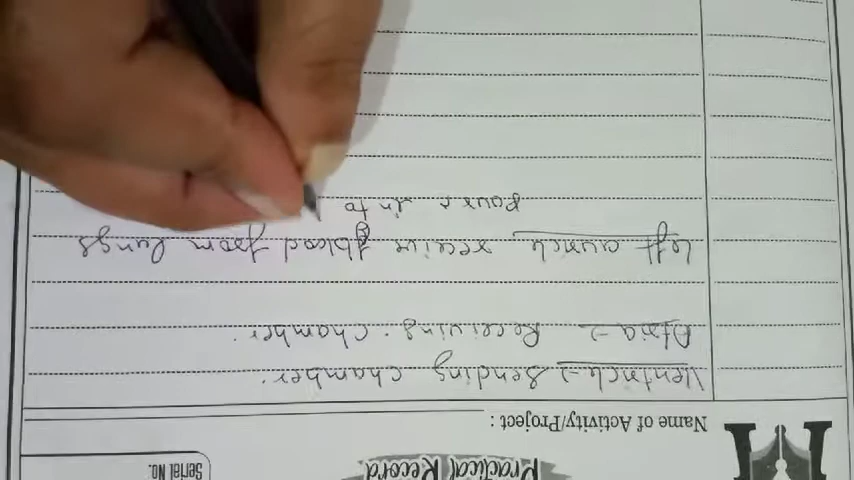 Practical Record
Serial No.
Name of Activity/Project :
Ventricle → Sending chamber.
Atria → Receiving chamber.
Left auricle receive blood from lungs
pours in to